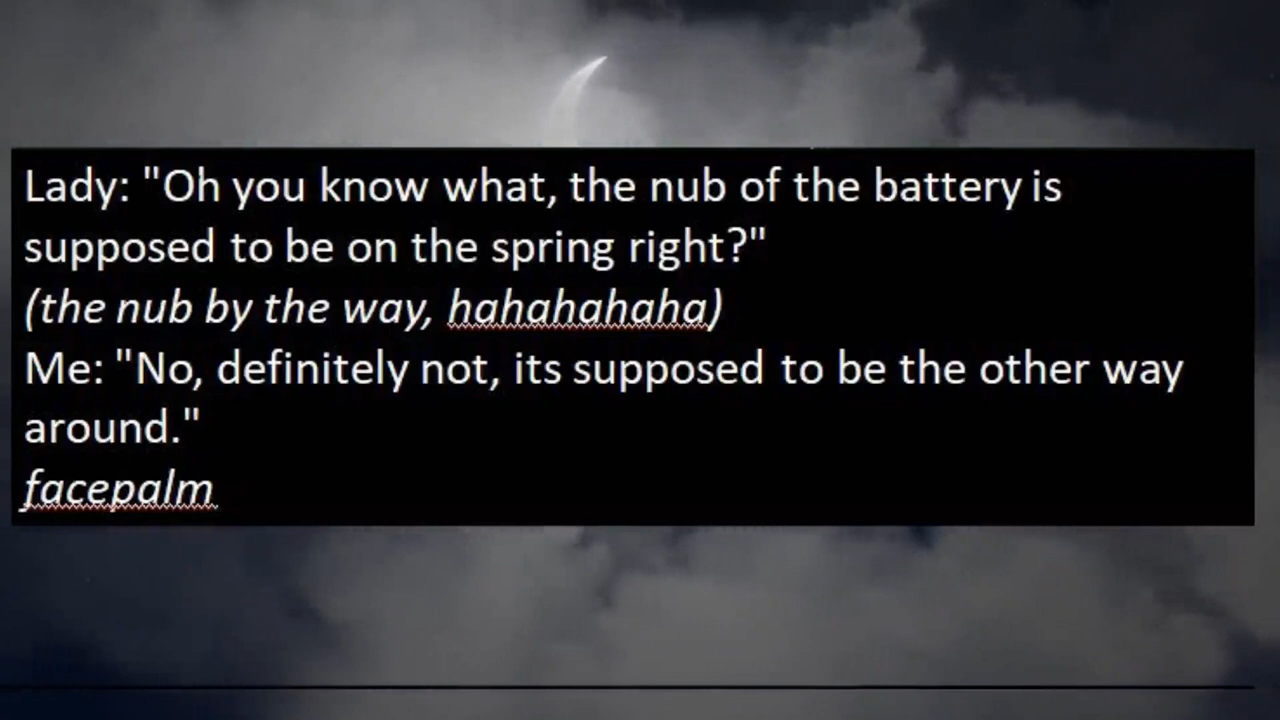 Lady: "Oh you know what, the nub of the battery is
supposed to be on the spring right?"
(the nub by the way, hahahahaha)
Me: "No, definitely not, its supposed to be the other way
around."
facepalm